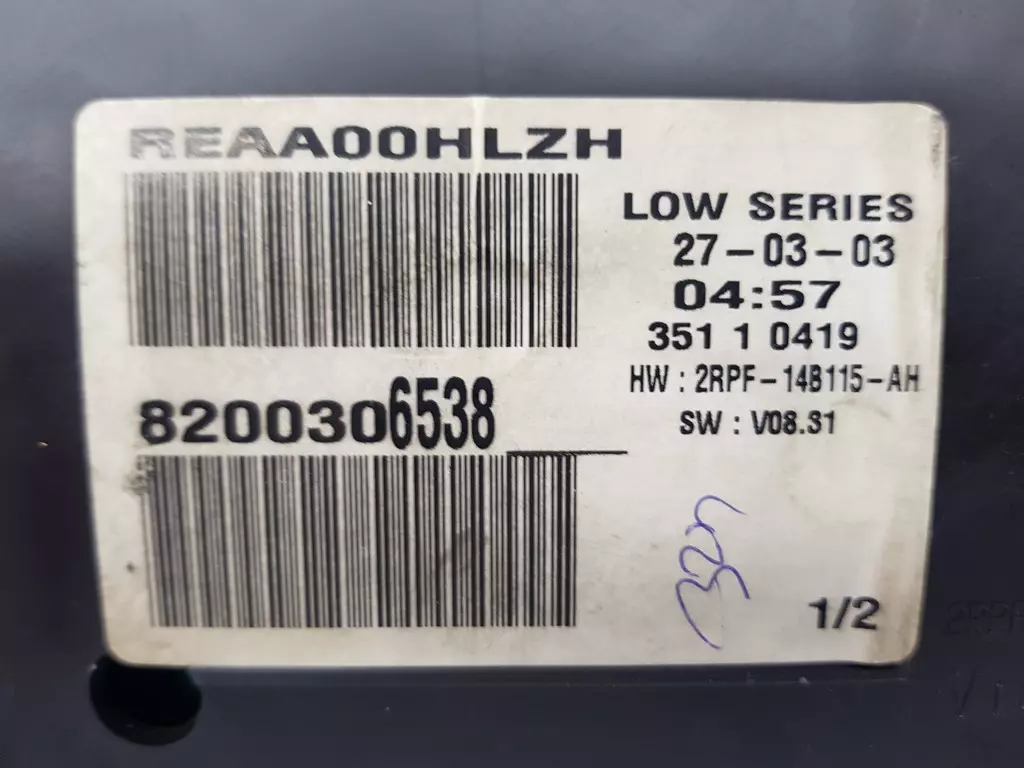 REAA00HLZH
8200306538
LOW SERIES
27-03-03
04:57
351 1 0419
HW : 2RPF-14B115-AH
SW : V08.31
1/2